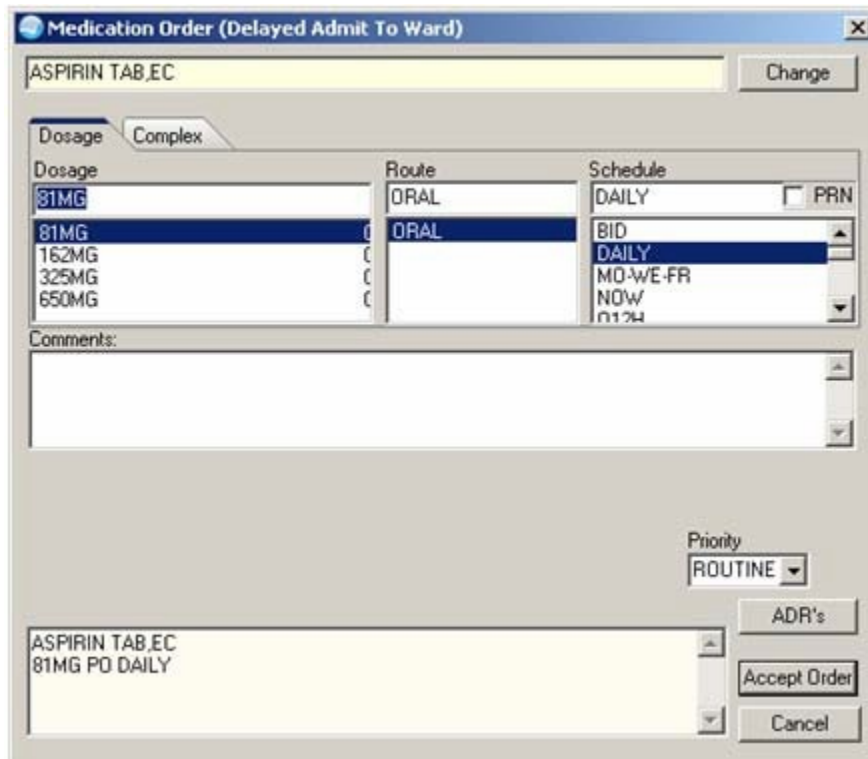 Medication Order (Delayed Admit To Ward)
ASPIRIN TAB,EC
Change
Dosage
Complex
Dosage
Route
Schedule
81MG
ORAL
DAILY
PRN
81MG
ORAL
BID
162MG
DAILY
325MG
MO-WE-FR
650MG
NOW
Q12H
Comments:
Priority
ROUTINE
ADR's
ASPIRIN TAB,EC
81MG PO DAILY
Accept Order
Cancel